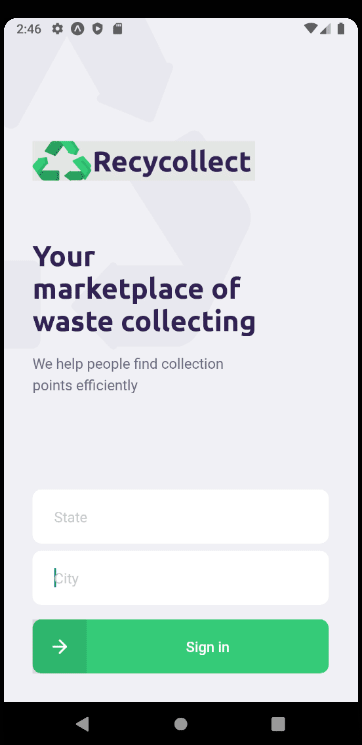 2:46
Recycollect
Your
marketplace of
waste collecting
We help people find collection
points efficiently
State
City
Sign in